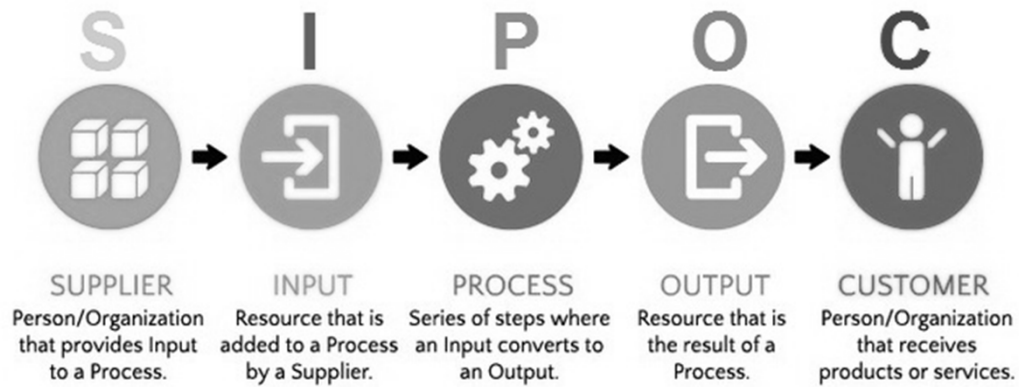 S I P O C
SUPPLIER
Person/Organization
that provides Input
to a Process.
INPUT
Resource that is
added to a Process
by a Supplier.
PROCESS
Series of steps where
an Input converts to
an Output.
OUTPUT
Resource that is
the result of a
Process.
CUSTOMER
Person/Organization
that receives
products or services.